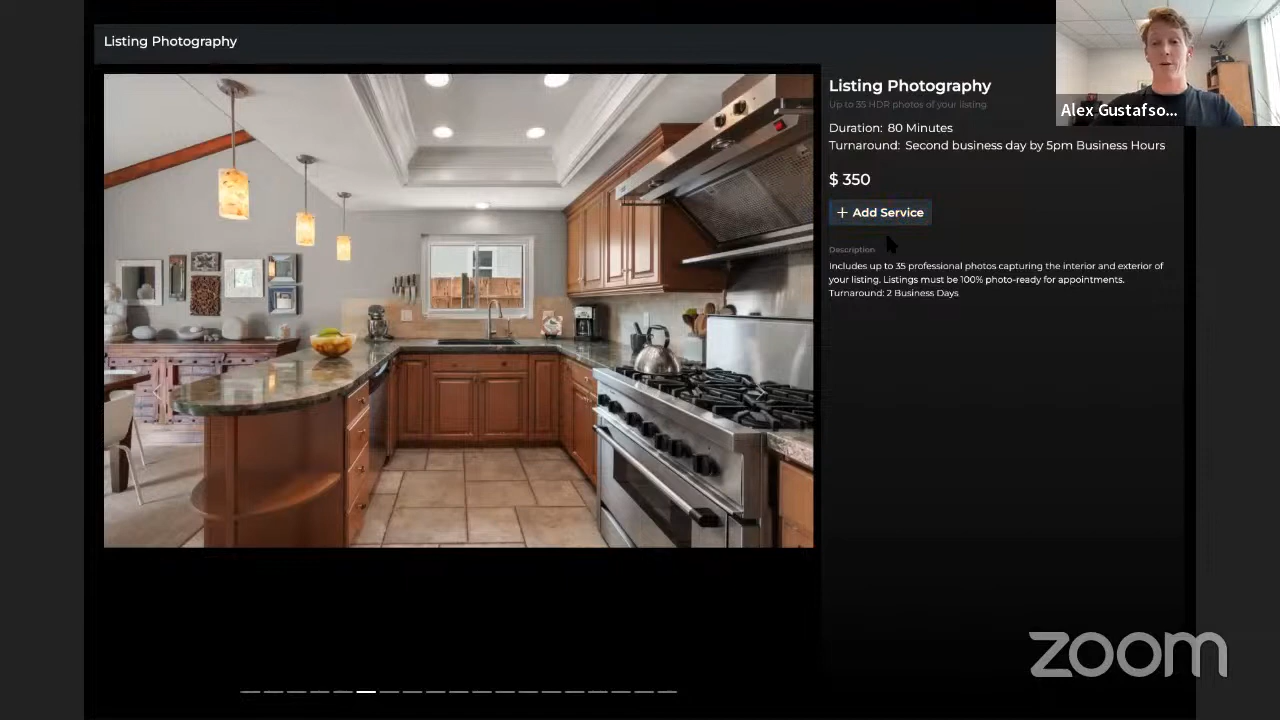 Listing Photography
Alex Gustafso...
Listing Photography
Up to 35 HDR photos of your listing
Duration: 80 Minutes
Turnaround: Second business day by 5pm Business Hours
$ 350
+ Add Service
Description
Includes up to 35 professional photos capturing the interior and exterior of
your listing. Listings must be 100% photo-ready for appointments.
Turnaround: 2 Business Days
zoom